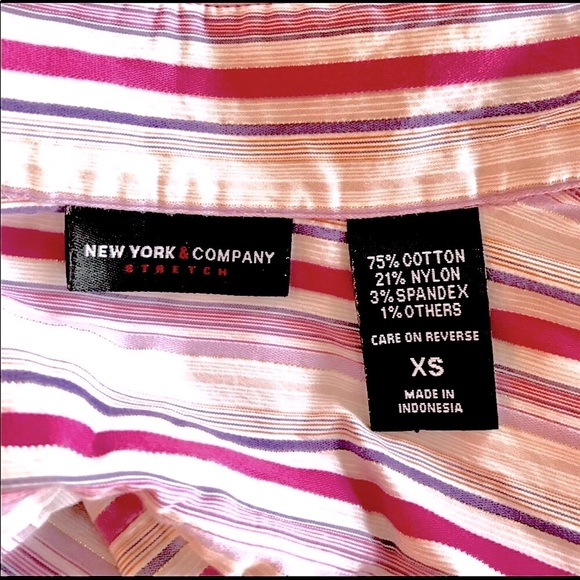 NEW YORK & COMPANY
STRETCH
75% COTTON
21% NYLON
3% SPANDEX
1% OTHERS
CARE ON REVERSE
XS
MADE IN
INDONESIA